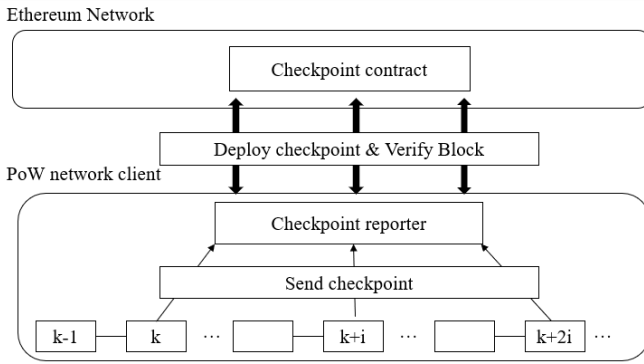 Ethereum Network
Checkpoint contract
Deploy checkpoint & Verify Block
PoW network client
Checkpoint reporter
Send checkpoint
k-1 k ... k+i ... k+2i ...